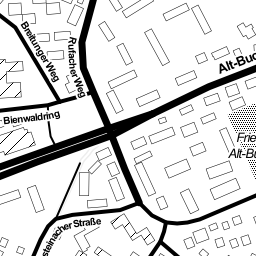 Breitunger Weg
Rufacher Weg
Alt-Buc
Bienwaldring
Frie
Alt-Bu
steinacher Straße